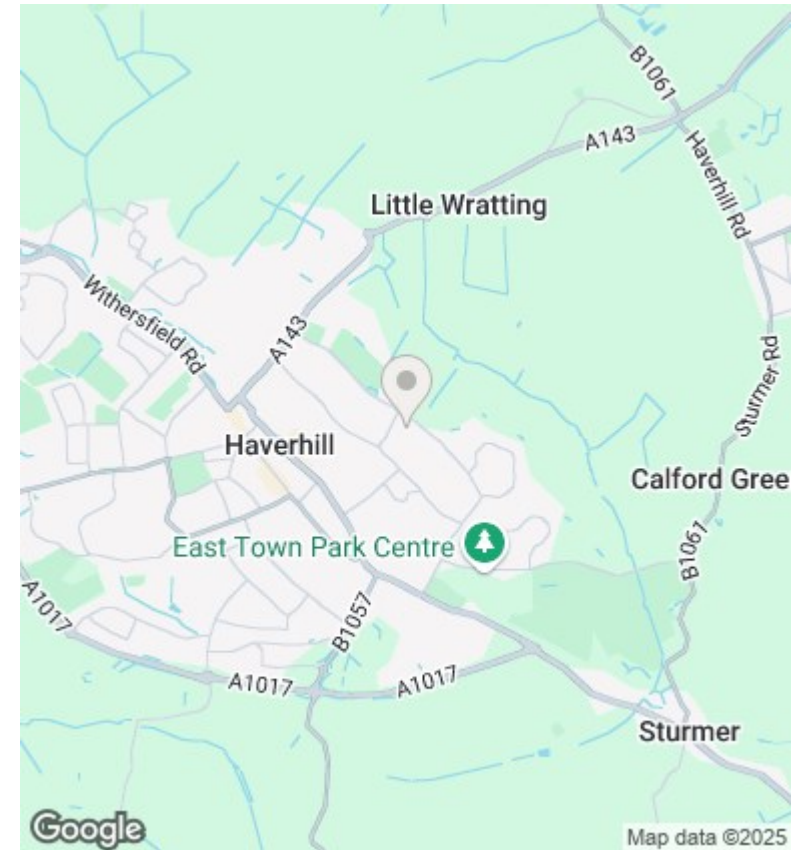 B1061
A143
Haverhill Rd
Little Wratting
Withersfield Rd
A143
Sturmer Rd
Haverhill
Calford Gree
East Town Park Centre
B1061
A1017
B1057
A1017
A1017
Sturmer
Google
Map data ©2025